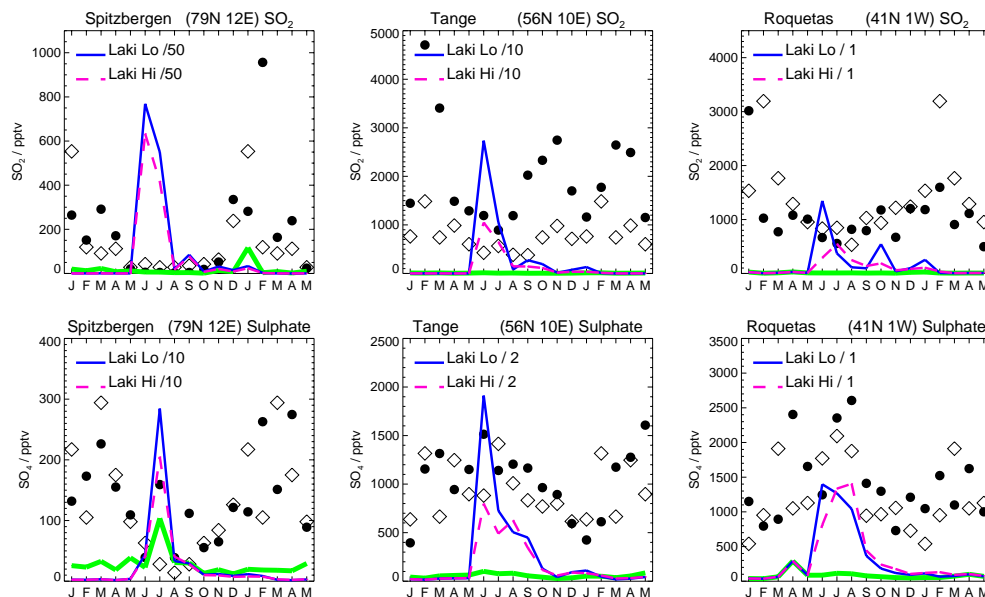 Spitzbergen (79N 12E) SO2
Laki Lo /50
Laki Hi /50
SO2 / pptv
1000
800
600
400
200
0
J F M A M J J A S O N D J F M A M
Tange (56N 10E) SO2
Laki Lo /10
Laki Hi /10
SO2 / pptv
5000
4000
3000
2000
1000
0
J F M A M J J A S O N D J F M A M
Roquetas (41N 1W) SO2
Laki Lo / 1
Laki Hi / 1
SO2 / pptv
4000
3000
2000
1000
0
J F M A M J J A S O N D J F M A M
Spitzbergen (79N 12E) Sulphate
Laki Lo /10
Laki Hi /10
SO4 / pptv
400
300
200
100
0
J F M A M J J A S O N D J F M A M
Tange (56N 10E) Sulphate
Laki Lo / 2
Laki Hi / 2
SO4 / pptv
2500
2000
1500
1000
500
0
J F M A M J J A S O N D J F M A M
Roquetas (41N 1W) Sulphate
Laki Lo / 1
Laki Hi / 1
SO4 / pptv
3500
3000
2500
2000
1500
1000
500
0
J F M A M J J A S O N D J F M A M